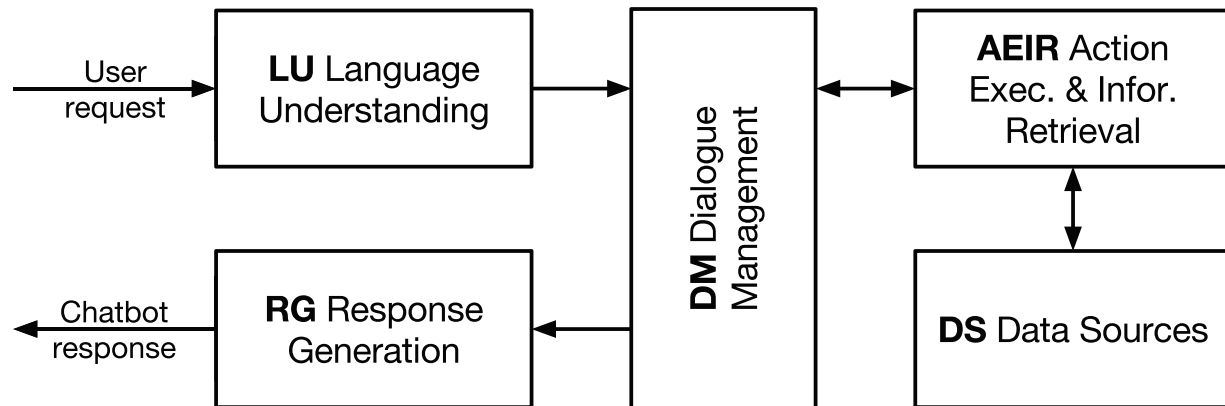 User
request
LU Language
Understanding
DM Dialogue
Management
AEIR Action
Exec. & Infor.
Retrieval
Chatbot
response
RG Response
Generation
DS Data Sources